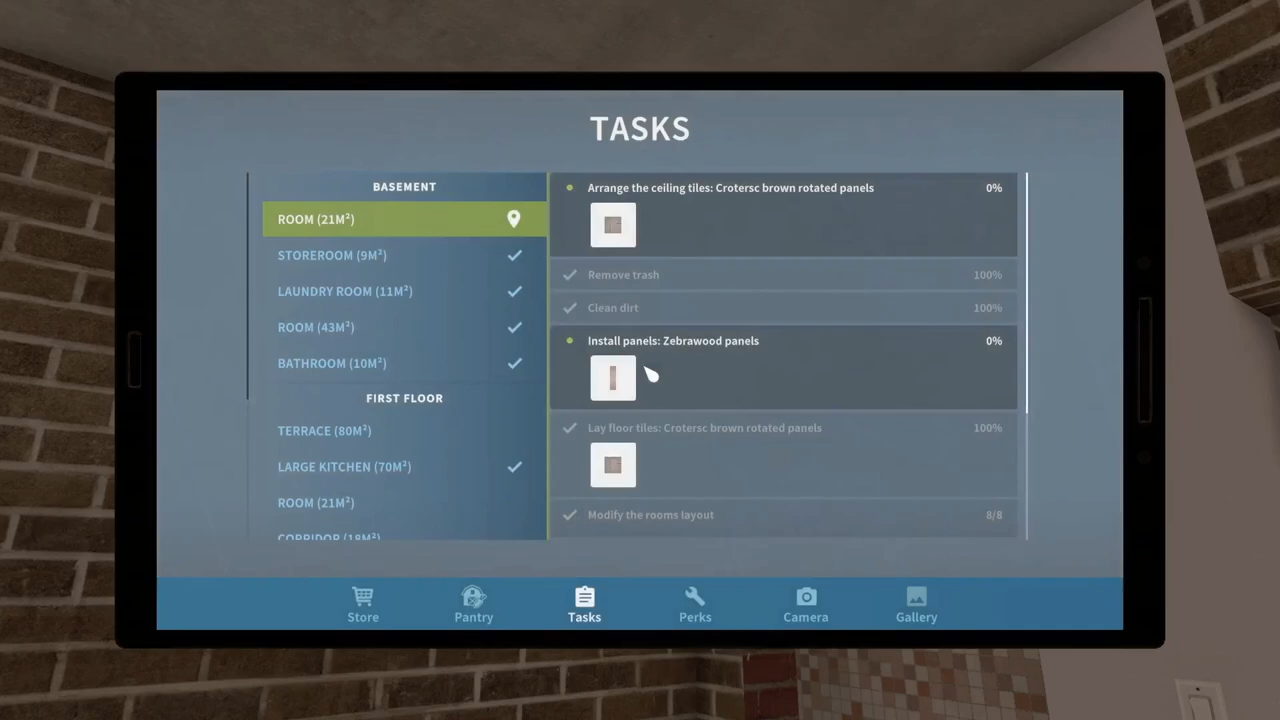 TASKS
BASEMENT
ROOM (21M²)
STOREROOM (9M²)
LAUNDRY ROOM (11M²)
ROOM (43M²)
BATHROOM (10M²)
FIRST FLOOR
TERRACE (80M²)
LARGE KITCHEN (70M²)
ROOM (21M²)
CORRIDOR (18M²)
Arrange the ceiling tiles: Crotersc brown rotated panels 0%
Remove trash 100%
Clean dirt 100%
Install panels: Zebrawood panels 0%
Lay floor tiles: Crotersc brown rotated panels 100%
Modify the rooms layout 8/8
Store Pantry Tasks Perks Camera Gallery